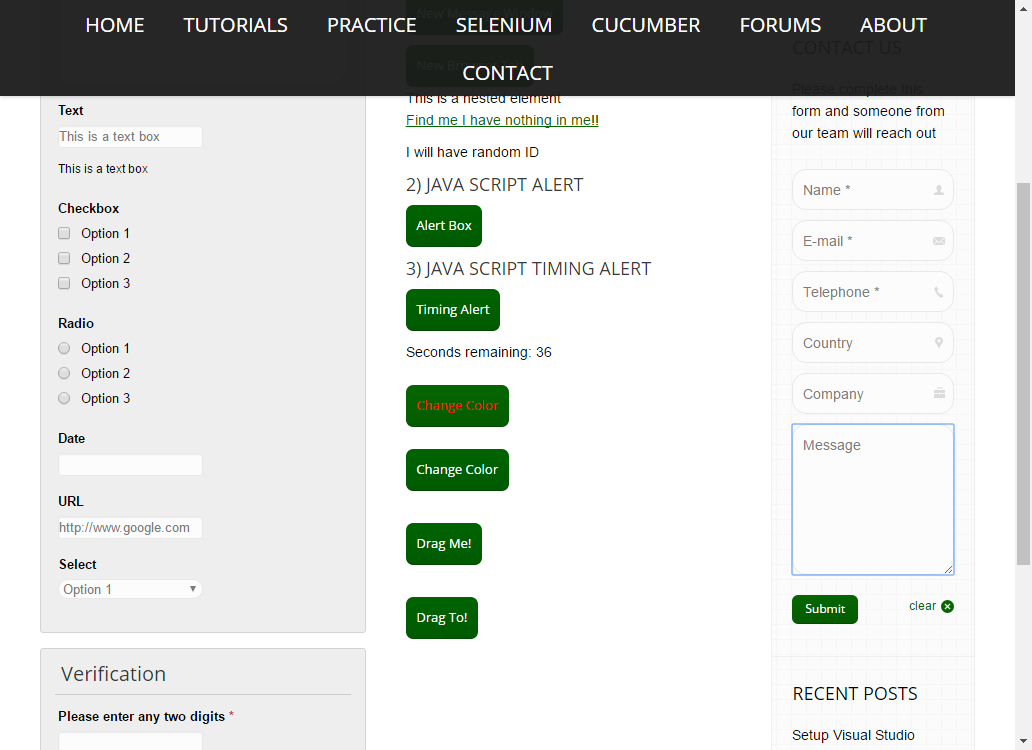 HOME TUTORIALS PRACTICE SELENIUM CUCUMBER FORUMS ABOUT
CONTACT
Text
This is a text box
This is a text box
Checkbox
Option 1
Option 2
Option 3
Radio
Option 1
Option 2
Option 3
Date
URL
http://www.google.com
Select
Option 1
Verification
Please enter any two digits *
New Message Window
This is a nested element
Find me I have nothing in me!!
I will have random ID
2) JAVA SCRIPT ALERT
Alert Box
3) JAVA SCRIPT TIMING ALERT
Timing Alert
Seconds remaining: 36
Change Color
Change Color
Drag Me!
Drag To!
CONTACT US
Please complete this
form and someone from
our team will reach out
Name *
E-mail *
Telephone *
Country
Company
Message
Submit
clear
RECENT POSTS
Setup Visual Studio